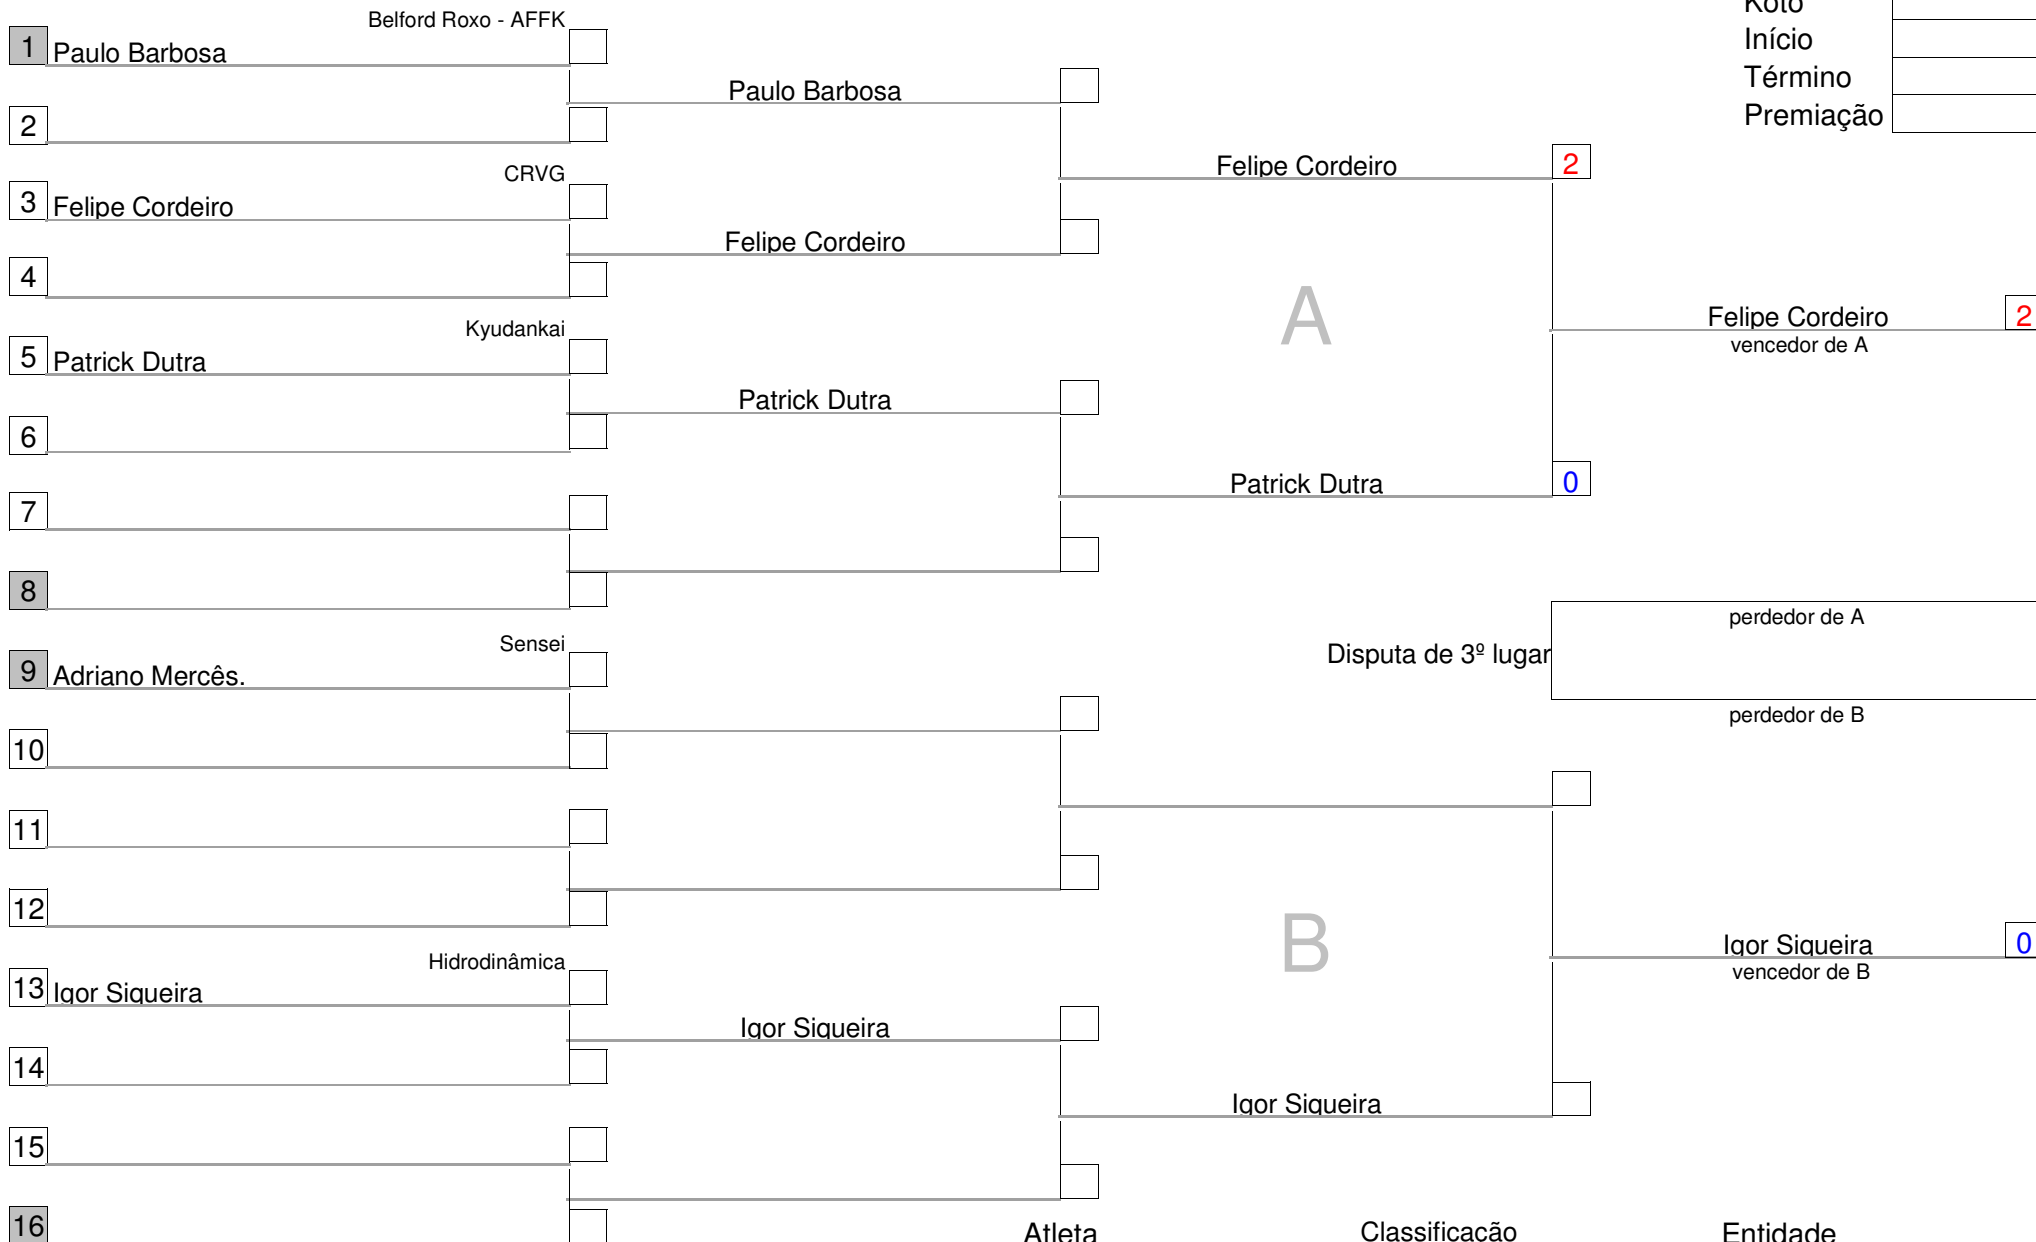 Koto
Início
Término
Premiação
Belford Roxo - AFFK
1 Paulo Barbosa
Paulo Barbosa
2
Felipe Cordeiro 2
CRVG
3 Felipe Cordeiro
Felipe Cordeiro
4
A
Felipe Cordeiro 2
vencedor de A
Kyudankai
5 Patrick Dutra
Patrick Dutra
6
Patrick Dutra 0
7
8
perdedor de A
Disputa de 3º lugar
perdedor de B
Sensei
9 Adriano Mercês.
10
11
12
B
Igor Siqueira 0
vencedor de B
Hidrodinâmica
13 Igor Siqueira
Igor Siqueira
14
Igor Siqueira
15
16
Atleta Classificação Entidade